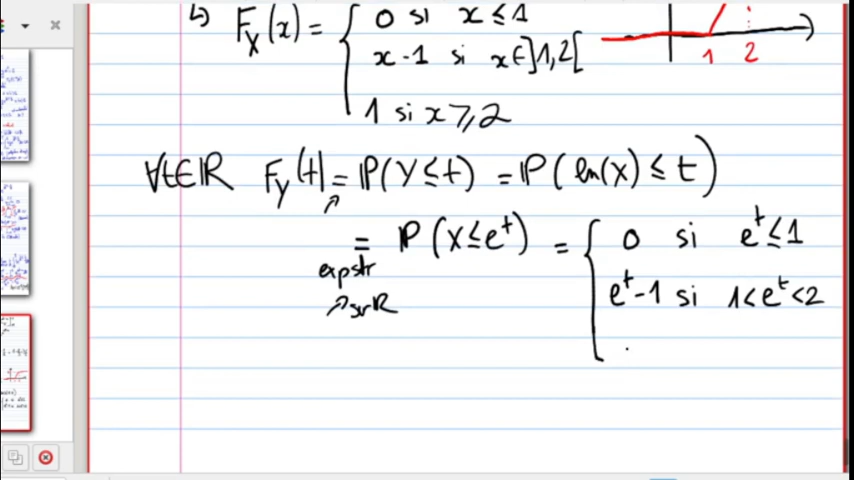 ↳ F_X(x) = { 0 si x ≤ 1
x - 1 si x ∈ ]1, 2[
1 si x ⩾ 2
1 2
∀t ∈ ℝ F_Y(t) = ℙ(Y ≤ t) = ℙ(ln(X) ≤ t)
= ℙ(X ≤ e^t) = { 0 si e^t ≤ 1
exp str
↗ sur ℝ
e^t - 1 si 1 < e^t < 2